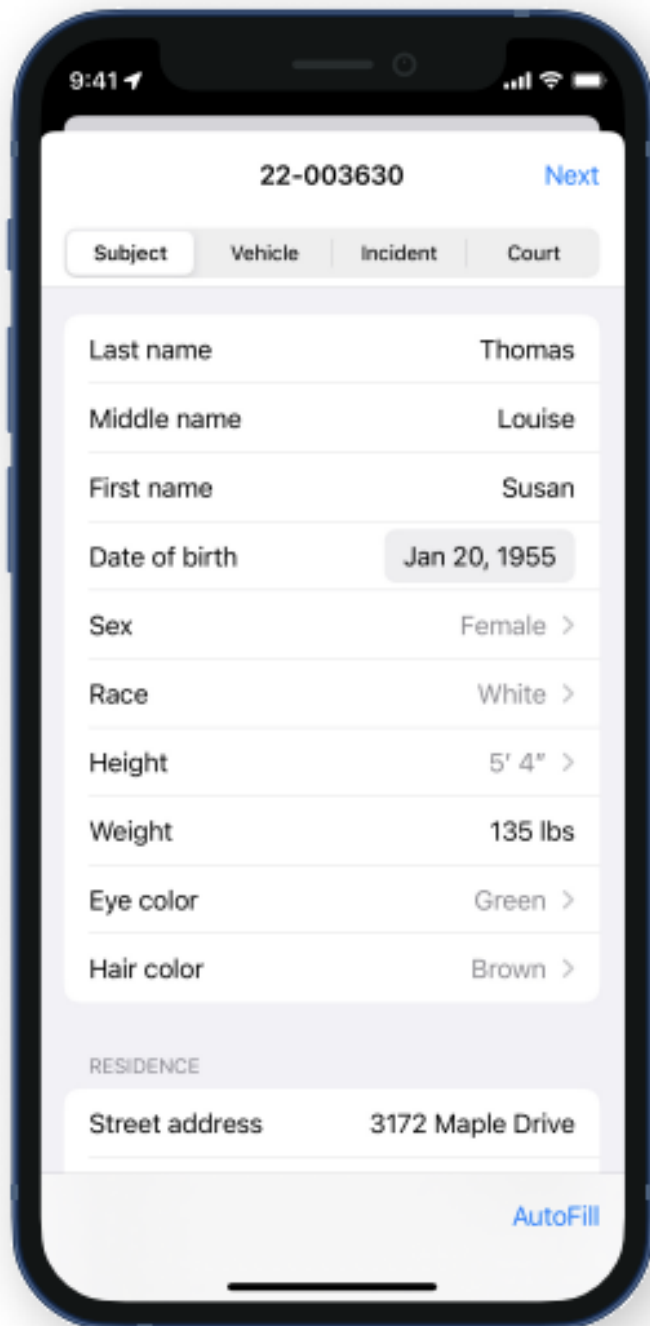 9:41
22-003630 Next
Subject Vehicle Incident Court
Last name Thomas
Middle name Louise
First name Susan
Date of birth Jan 20, 1955
Sex Female
Race White
Height 5' 4"
Weight 135 lbs
Eye color Green
Hair color Brown
RESIDENCE
Street address 3172 Maple Drive
AutoFill